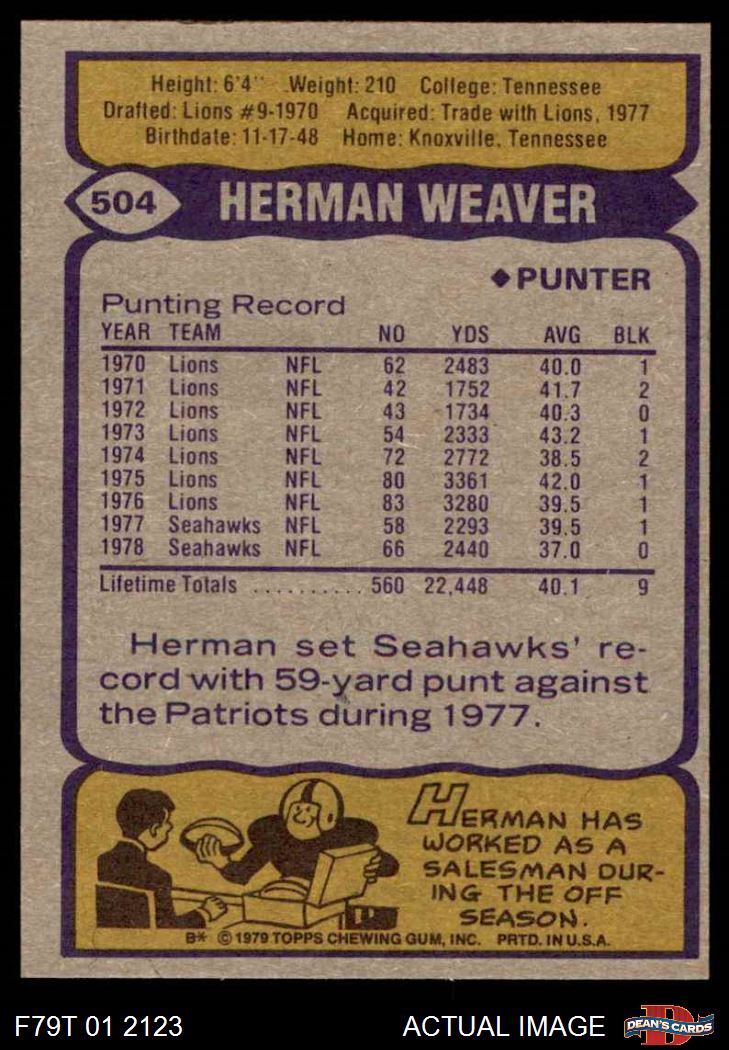 Height: 6'4" Weight: 210 College: Tennessee
Drafted: Lions #9-1970 Acquired: Trade with Lions, 1977
Birthdate: 11-17-48 Home: Knoxville, Tennessee
504 HERMAN WEAVER
◆PUNTER
Punting Record
YEAR TEAM NO YDS AVG BLK
1970 Lions NFL 62 2483 40.0 1
1971 Lions NFL 42 1752 41.7 2
1972 Lions NFL 43 1734 40.3 0
1973 Lions NFL 54 2333 43.2 1
1974 Lions NFL 72 2772 38.5 2
1975 Lions NFL 80 3361 42.0 1
1976 Lions NFL 83 3280 39.5 1
1977 Seahawks NFL 58 2293 39.5 1
1978 Seahawks NFL 66 2440 37.0 0
Lifetime Totals .......... 560 22,448 40.1 9
Herman set Seahawks' re-
cord with 59-yard punt against
the Patriots during 1977.
HERMAN HAS
WORKED AS A
SALESMAN DUR-
ING THE OFF
SEASON.
B* © 1979 TOPPS CHEWING GUM, INC. PRTD. IN U.S.A.
F79T 01 2123 ACTUAL IMAGE D DEAN'S CARDS